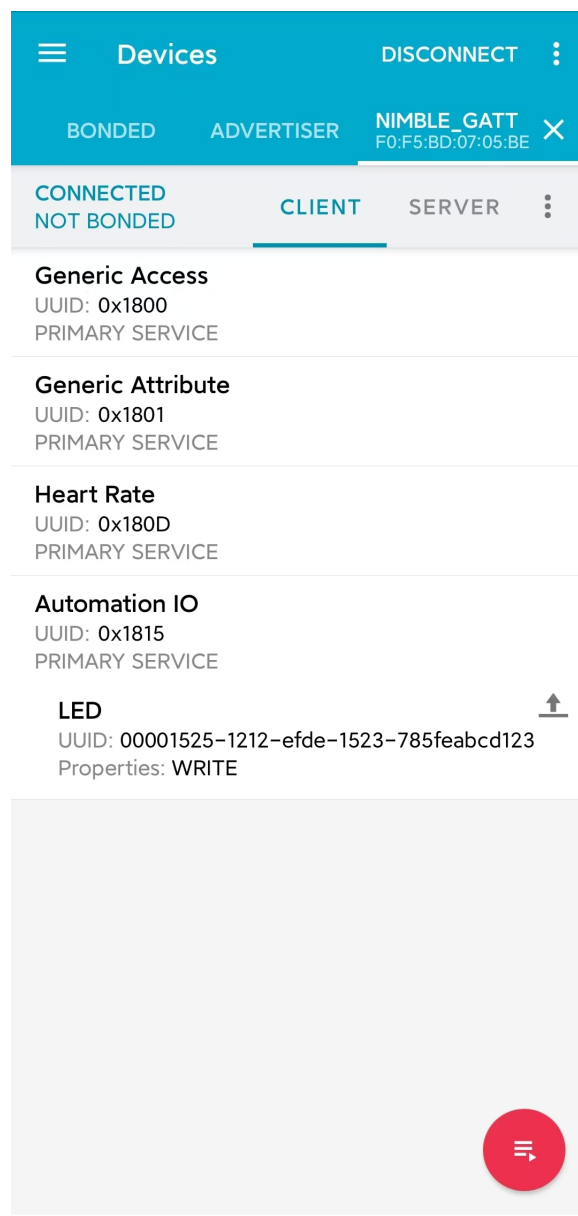 Devices DISCONNECT
BONDED ADVERTISER NIMBLE_GATT
F0:F5:BD:07:05:BE
CONNECTED
NOT BONDED
CLIENT SERVER
Generic Access
UUID: 0x1800
PRIMARY SERVICE
Generic Attribute
UUID: 0x1801
PRIMARY SERVICE
Heart Rate
UUID: 0x180D
PRIMARY SERVICE
Automation IO
UUID: 0x1815
PRIMARY SERVICE
LED
UUID: 00001525-1212-efde-1523-785feabcd123
Properties: WRITE